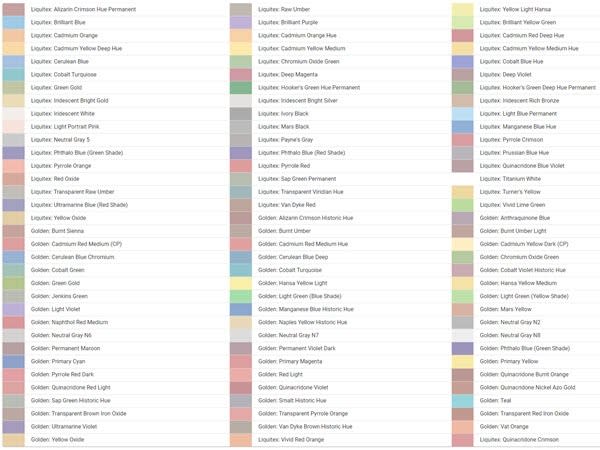 Liquitex: Alizarin Crimson Hue Permanent
Liquitex: Raw Umber
Liquitex: Yellow Light Hansa
Liquitex: Brilliant Blue
Liquitex: Brilliant Purple
Liquitex: Brilliant Yellow Green
Liquitex: Cadmium Orange
Liquitex: Cadmium Orange Hue
Liquitex: Cadmium Red Deep Hue
Liquitex: Cadmium Yellow Deep Hue
Liquitex: Cadmium Yellow Medium
Liquitex: Cadmium Yellow Medium Hue
Liquitex: Cerulean Blue
Liquitex: Chromium Oxide Green
Liquitex: Cobalt Blue Hue
Liquitex: Cobalt Turquoise
Liquitex: Deep Magenta
Liquitex: Deep Violet
Liquitex: Green Gold
Liquitex: Hooker's Green Hue Permanent
Liquitex: Hooker's Green Deep Hue Permanent
Liquitex: Iridescent Bright Gold
Liquitex: Iridescent Bright Silver
Liquitex: Iridescent Rich Bronze
Liquitex: Iridescent White
Liquitex: Ivory Black
Liquitex: Light Blue Permanent
Liquitex: Light Portrait Pink
Liquitex: Mars Black
Liquitex: Manganese Blue Hue
Liquitex: Neutral Gray 5
Liquitex: Payne's Gray
Liquitex: Pyrrole Crimson
Liquitex: Phthalo Blue (Green Shade)
Liquitex: Phthalo Blue (Red Shade)
Liquitex: Prussian Blue Hue
Liquitex: Pyrrole Orange
Liquitex: Pyrrole Red
Liquitex: Quinacridone Blue Violet
Liquitex: Red Oxide
Liquitex: Sap Green Permanent
Liquitex: Titanium White
Liquitex: Transparent Raw Umber
Liquitex: Transparent Viridian Hue
Liquitex: Turner's Yellow
Liquitex: Ultramarine Blue (Red Shade)
Liquitex: Van Dyke Red
Liquitex: Vivid Lime Green
Liquitex: Yellow Oxide
Golden: Alizarin Crimson Historic Hue
Golden: Anthraquinone Blue
Golden: Burnt Sienna
Golden: Burnt Umber
Golden: Burnt Umber Light
Golden: Cadmium Red Medium (CP)
Golden: Cadmium Red Medium Hue
Golden: Cadmium Yellow Dark (CP)
Golden: Cerulean Blue Chromium
Golden: Cerulean Blue Deep
Golden: Chromium Oxide Green
Golden: Cobalt Green
Golden: Cobalt Turquoise
Golden: Cobalt Violet Historic Hue
Golden: Green Gold
Golden: Hansa Yellow Light
Golden: Hansa Yellow Medium
Golden: Jenkins Green
Golden: Light Green (Blue Shade)
Golden: Light Green (Yellow Shade)
Golden: Light Violet
Golden: Manganese Blue Historic Hue
Golden: Mars Yellow
Golden: Naphthol Red Medium
Golden: Naples Yellow Historic Hue
Golden: Neutral Gray N2
Golden: Neutral Gray N6
Golden: Neutral Gray N7
Golden: Neutral Gray N8
Golden: Permanent Maroon
Golden: Permanent Violet Dark
Golden: Phthalo Blue (Green Shade)
Golden: Primary Cyan
Golden: Primary Magenta
Golden: Primary Yellow
Golden: Pyrrole Red Dark
Golden: Red Light
Golden: Quinacridone Burnt Orange
Golden: Quinacridone Red Light
Golden: Quinacridone Violet
Golden: Quinacridone Nickel Azo Gold
Golden: Sap Green Historic Hue
Golden: Smalt Historic Hue
Golden: Teal
Golden: Transparent Brown Iron Oxide
Golden: Transparent Pyrrole Orange
Golden: Transparent Red Iron Oxide
Golden: Ultramarine Violet
Golden: Van Dyke Brown Historic Hue
Golden: Vat Orange
Golden: Yellow Oxide
Liquitex: Vivid Red Orange
Liquitex: Quinacridone Crimson